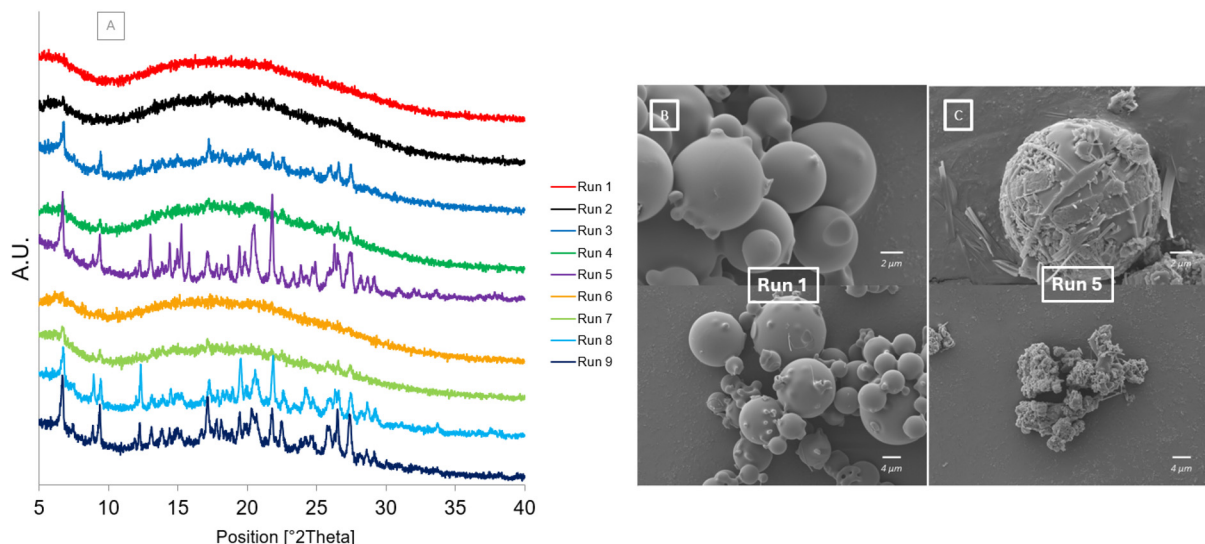 A
A.U.
5
10
15
20
25
30
35
40
Position [°2Theta]
Run 1
Run 2
Run 3
Run 4
Run 5
Run 6
Run 7
Run 8
Run 9
B
2 µm
C
2 µm
Run 1
Run 5
4 µm
4 µm